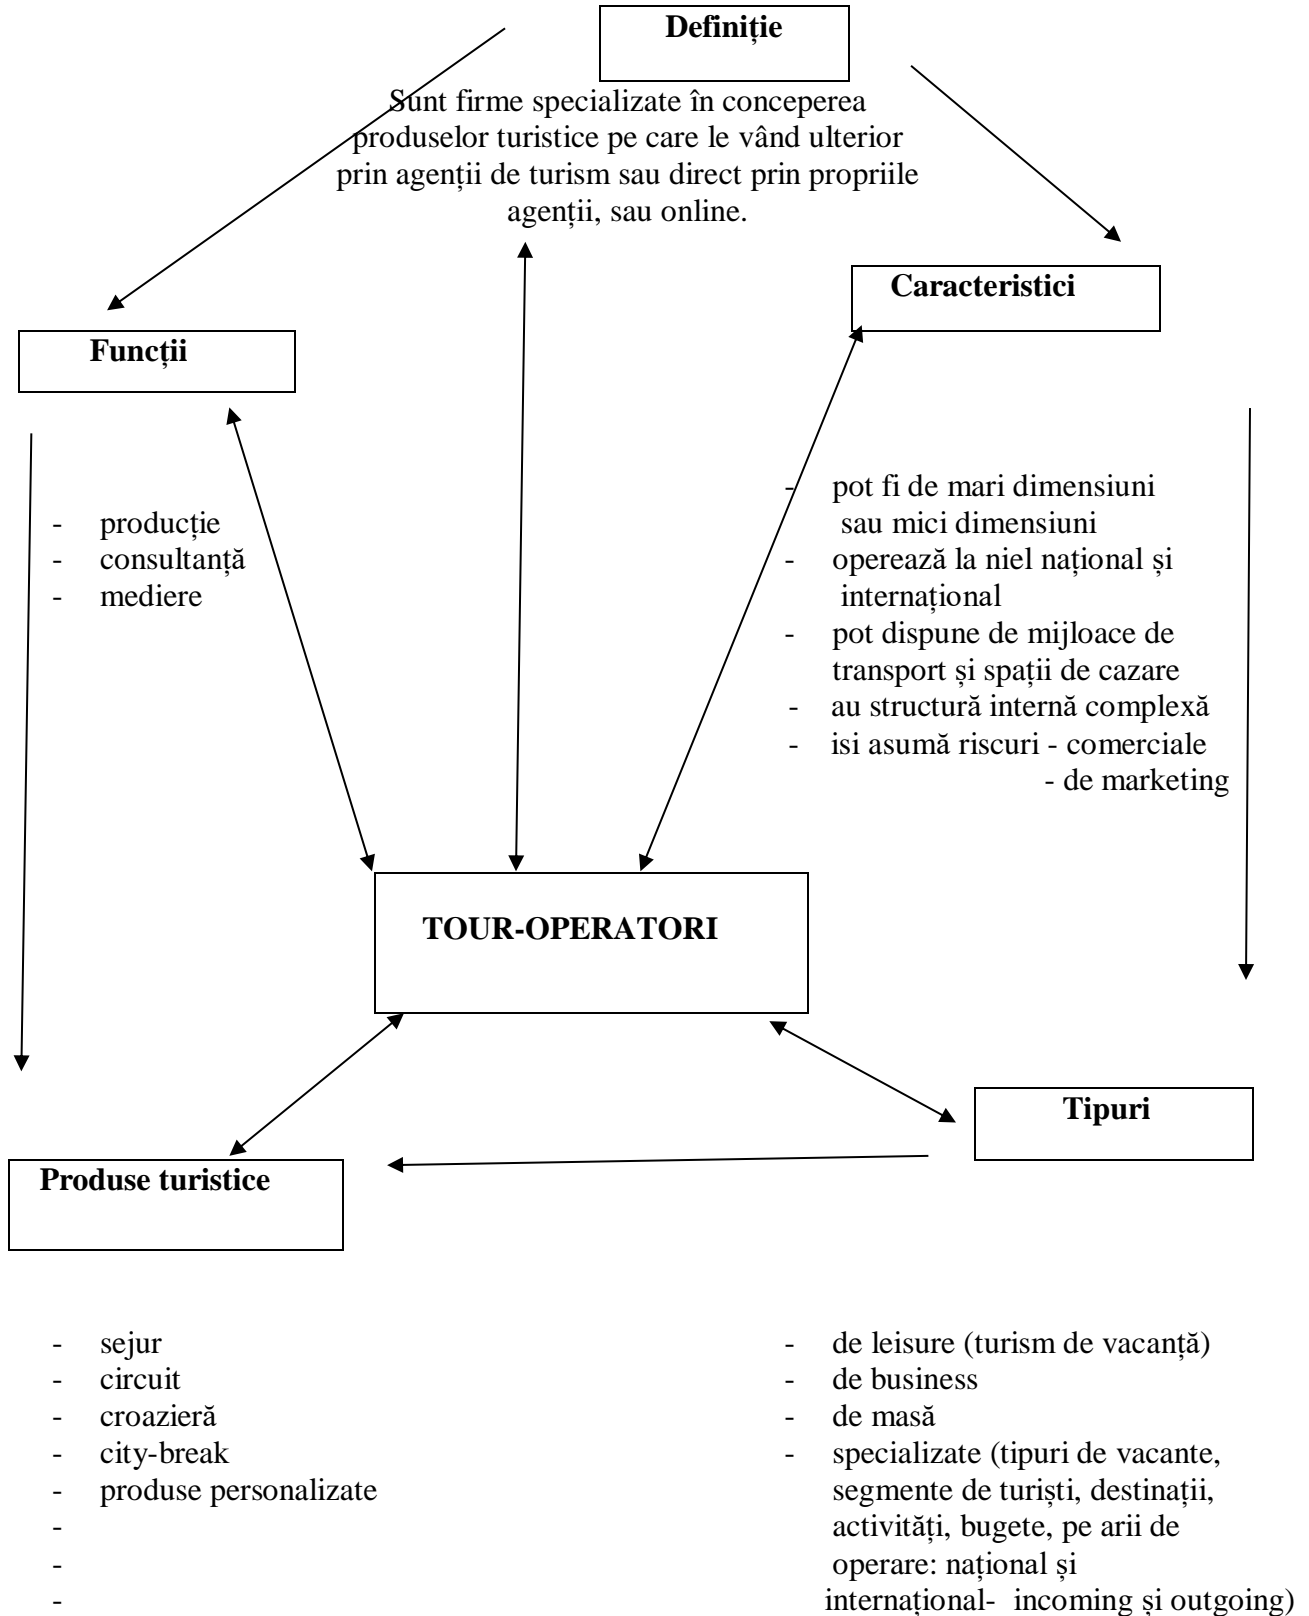 Definiție
Sunt firme specializate în conceperea
produselor turistice pe care le vând ulterior
prin agenții de turism sau direct prin propriile
agenții, sau online.
Caracteristici
Funcții
- pot fi de mari dimensiuni
sau mici dimensiuni
- operează la niel național și
internațional
- pot dispune de mijloace de
transport și spații de cazare
- au structură internă complexă
- isi asumă riscuri - comerciale
- de marketing
- producție
- consultanță
- mediere
TOUR-OPERATORI
Tipuri
Produse turistice
- sejur
- circuit
- croazieră
- city-break
- produse personalizate
-
-
-
- de leisure (turism de vacanță)
- de business
- de masă
- specializate (tipuri de vacante,
segmente de turiști, destinații,
activități, bugete, pe arii de
operare: național și
internațional- incoming și outgoing)